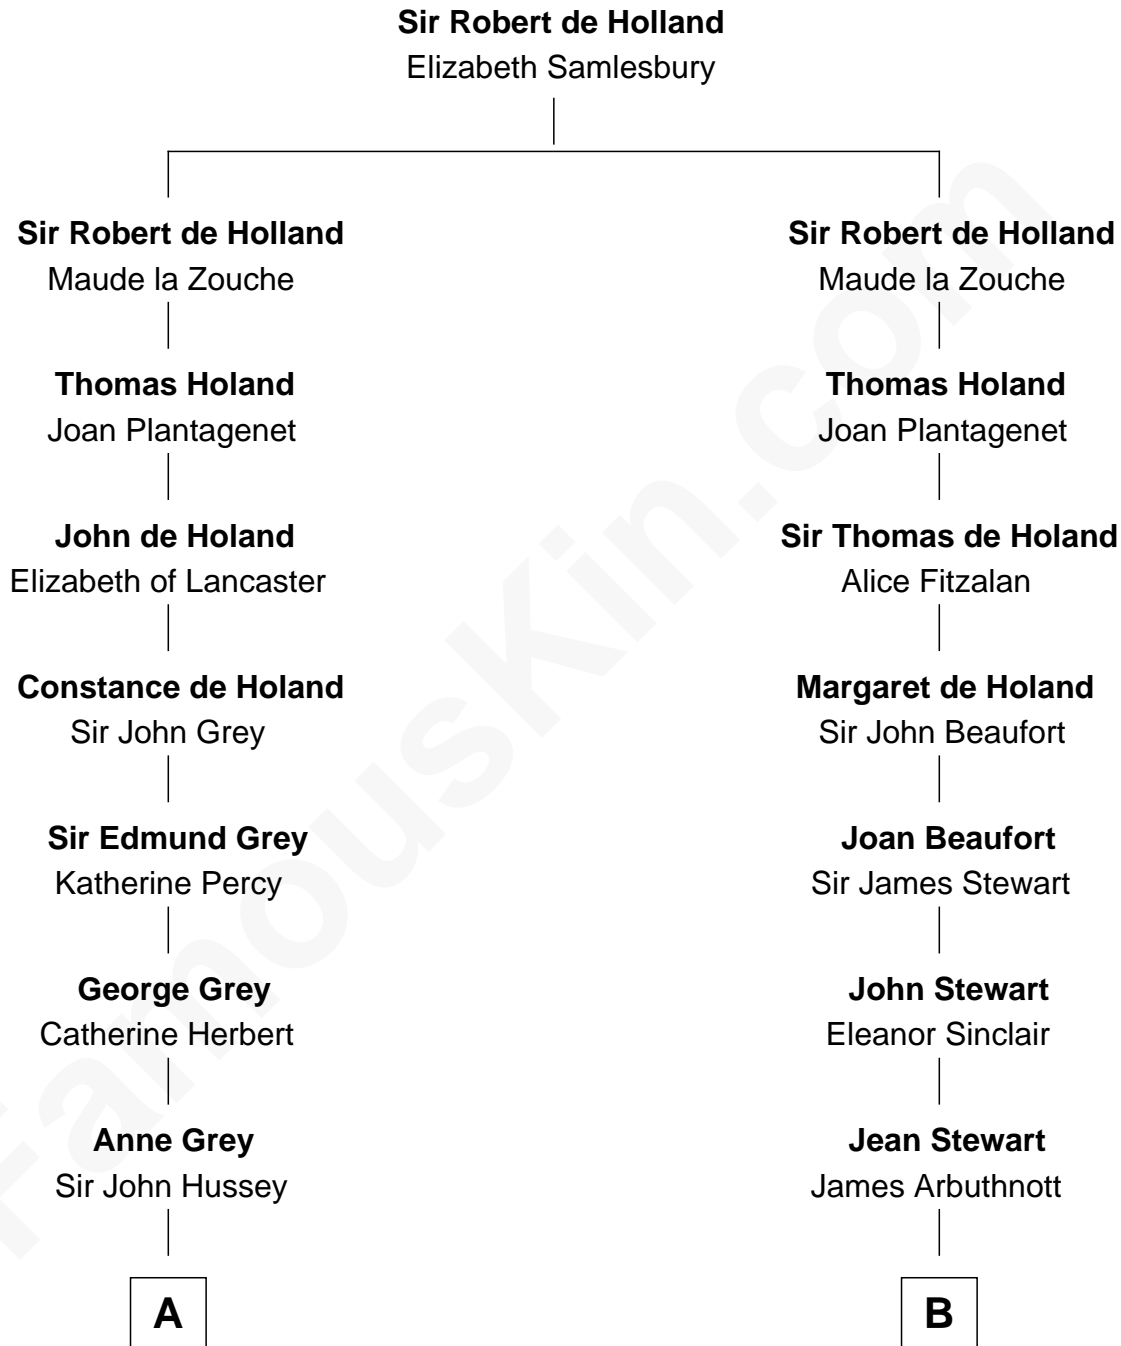 Sir Robert de Holland
Elizabeth Samlesbury
Sir Robert de Holland
Maude la Zouche
Sir Robert de Holland
Maude la Zouche
Thomas Holand
Joan Plantagenet
Thomas Holand
Joan Plantagenet
John de Holand
Elizabeth of Lancaster
Sir Thomas de Holand
Alice Fitzalan
Constance de Holand
Sir John Grey
Margaret de Holand
Sir John Beaufort
Sir Edmund Grey
Katherine Percy
Joan Beaufort
Sir James Stewart
George Grey
Catherine Herbert
John Stewart
Eleanor Sinclair
Anne Grey
Sir John Hussey
Jean Stewart
James Arbuthnott
A
B
FamousKin.com